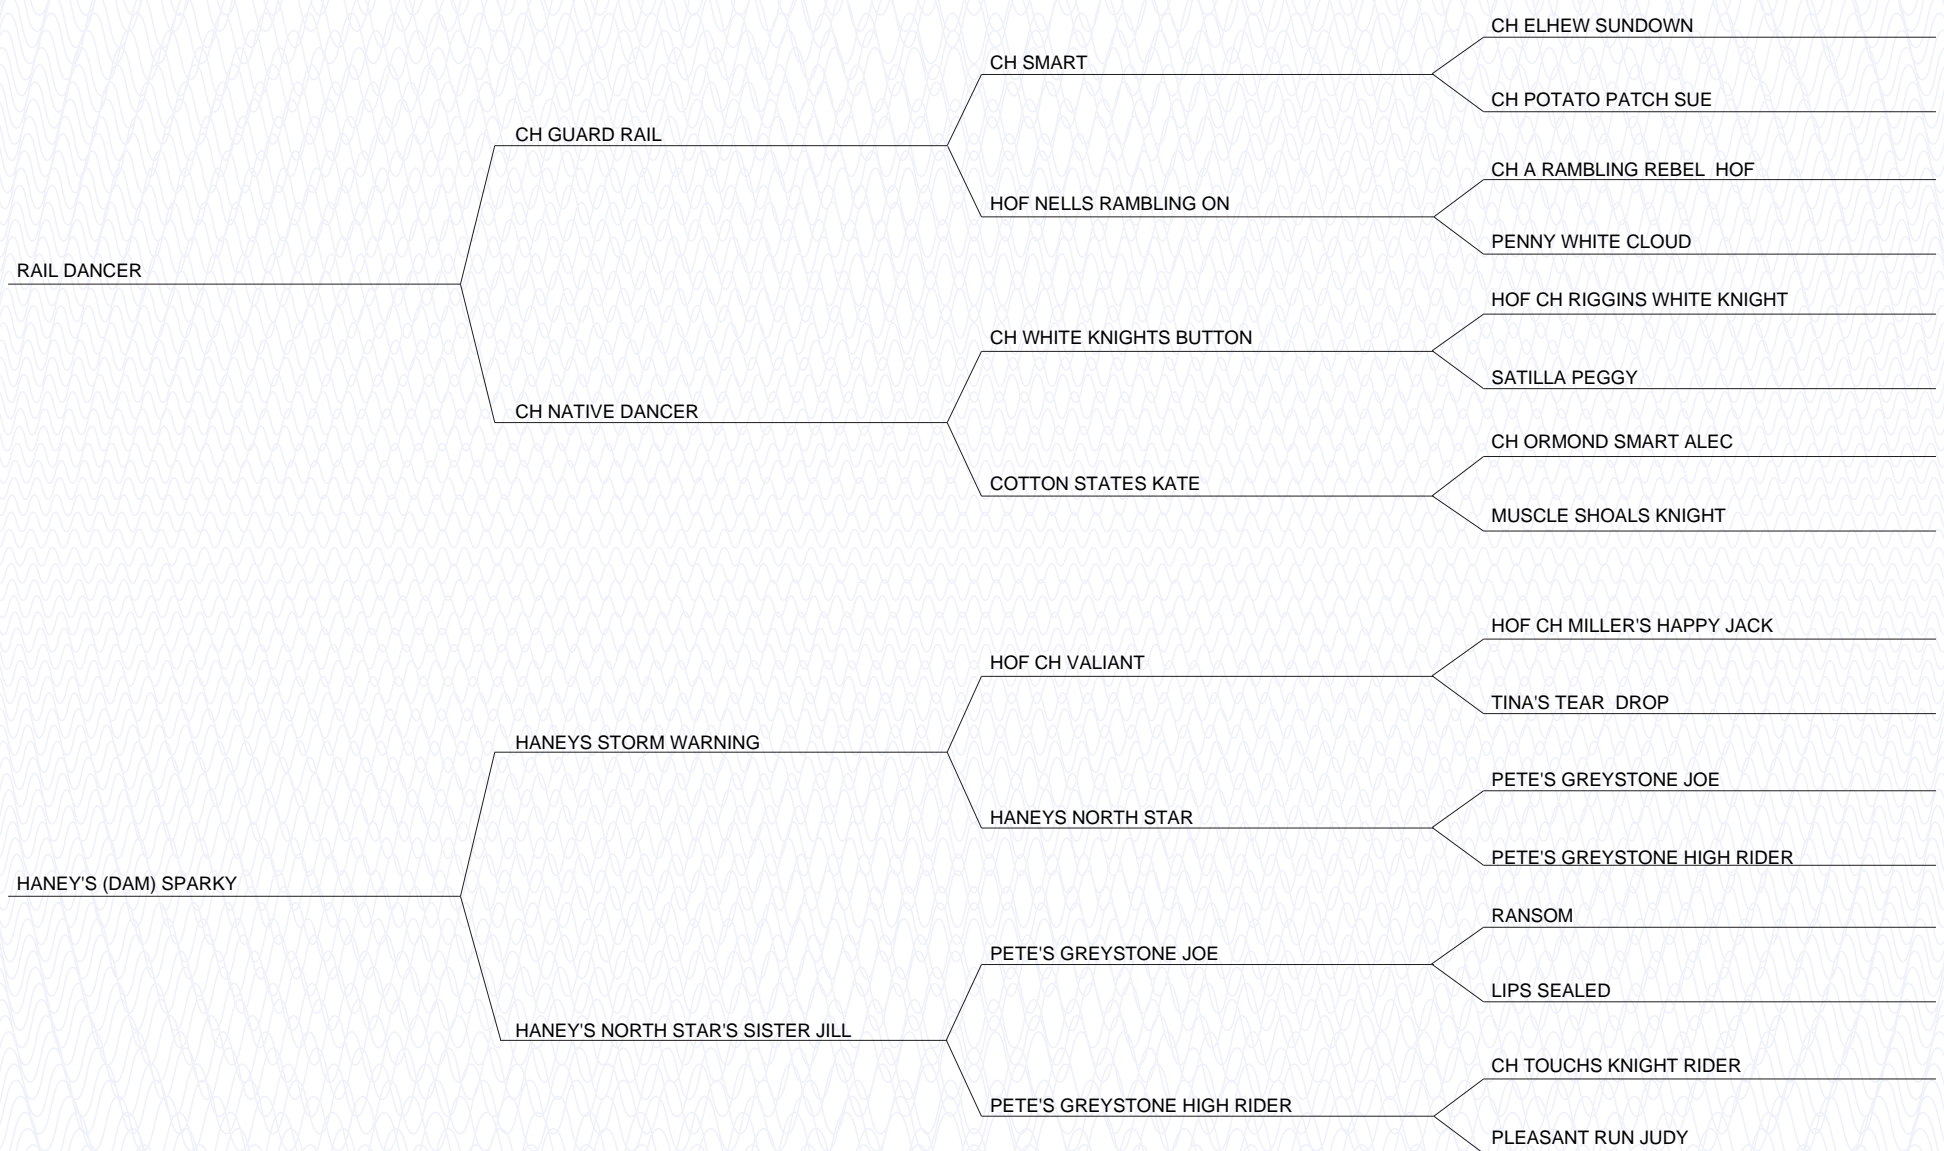 CH ELHEW SUNDOWN
CH SMART
CH POTATO PATCH SUE
CH GUARD RAIL
CH A RAMBLING REBEL  HOF
HOF NELLS RAMBLING ON
PENNY WHITE CLOUD
RAIL DANCER
HOF CH RIGGINS WHITE KNIGHT
CH WHITE KNIGHTS BUTTON
SATILLA PEGGY
CH NATIVE DANCER
CH ORMOND SMART ALEC
COTTON STATES KATE
MUSCLE SHOALS KNIGHT
HOF CH MILLER'S HAPPY JACK
HOF CH VALIANT
TINA'S TEAR  DROP
HANEYS STORM WARNING
PETE'S GREYSTONE JOE
HANEYS NORTH STAR
PETE'S GREYSTONE HIGH RIDER
HANEY'S (DAM) SPARKY
RANSOM
PETE'S GREYSTONE JOE
LIPS SEALED
HANEY'S NORTH STAR'S SISTER JILL
CH TOUCHS KNIGHT RIDER
PETE'S GREYSTONE HIGH RIDER
PLEASANT RUN JUDY